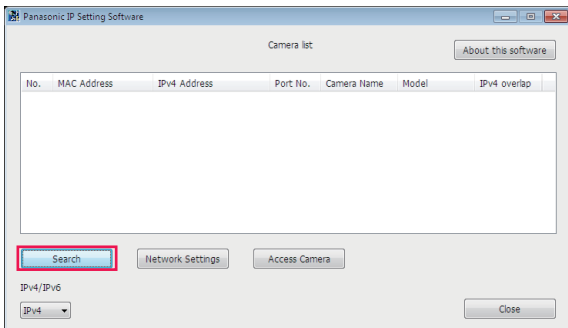 Panasonic IP Setting Software
Camera list
About this software
No. MAC Address IPv4 Address Port No. Camera Name Model IPv4 overlap
Search Network Settings Access Camera
IPv4/IPv6
IPv4 Close